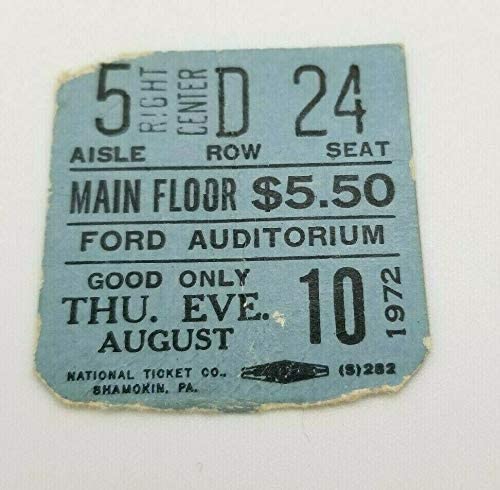 5 RIGHT CENTER D 24
AISLE ROW SEAT
MAIN FLOOR $5.50
FORD AUDITORIUM
GOOD ONLY
THU. EVE.
AUGUST 10 1972
NATIONAL TICKET CO., (S)282
SHAMOKIN, PA.